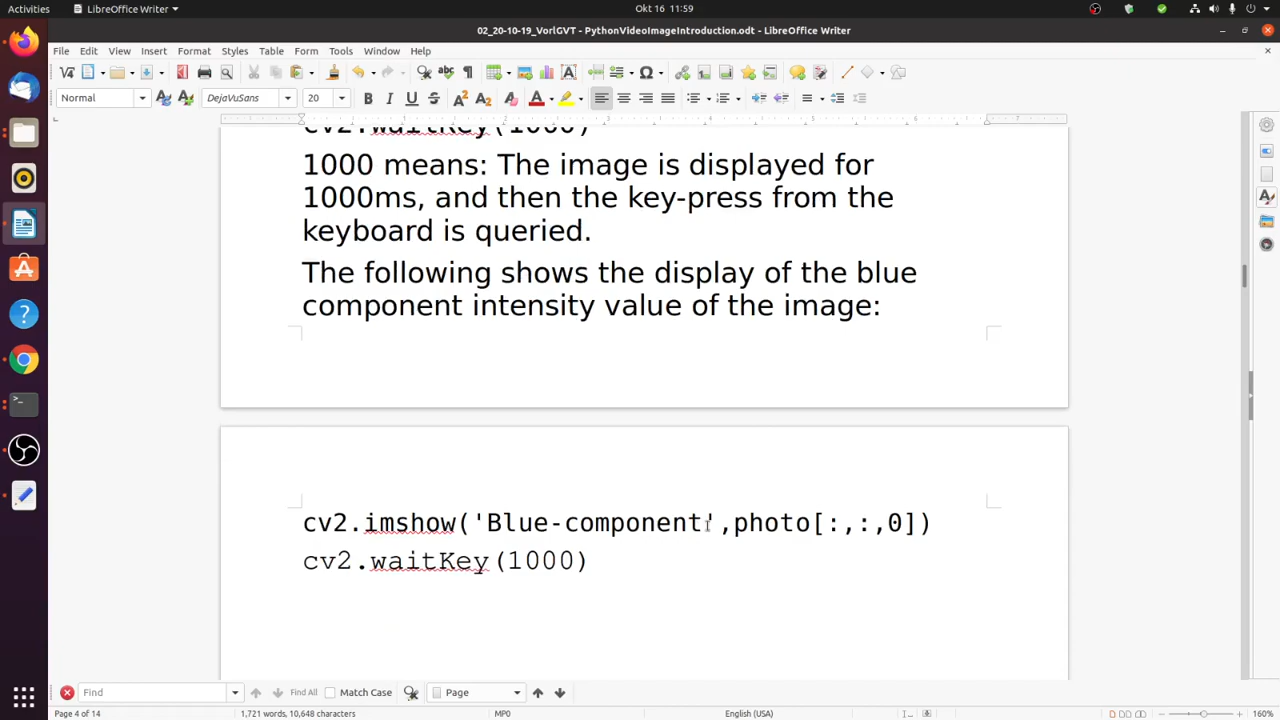 Activities
LibreOffice Writer
Okt 16 11:59
02_20-10-19_VorlGVT - PythonVideoImageIntroduction.odt - LibreOffice Writer
File Edit View Insert Format Styles Table Form Tools Window Help
Normal
DejaVuSans
20
cv2.waitKey(1000)
1000 means: The image is displayed for
1000ms, and then the key-press from the
keyboard is queried.
The following shows the display of the blue
component intensity value of the image:
cv2.imshow('Blue-component',photo[:,:,0])
cv2.waitKey(1000)
Find
Find All
Match Case
Page
Page 4 of 14
1,721 words, 10,648 characters
MP0
English (USA)
160%